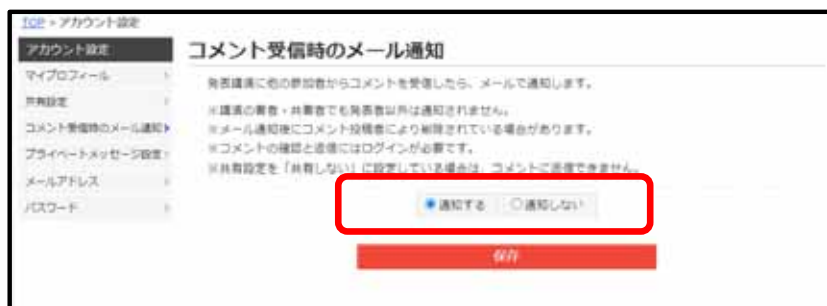 TOP > アカウント設定
アカウント設定
マイプロフィール
共有設定
コメント受信時のメール通知
プライベートメッセージ設定
メールアドレス
パスワード
コメント受信時のメール通知
発表講演に他の参加者からコメントを受信したら、メールで通知します。
※講演の著者・共著者でも発表者以外は通知されません。
※メール通知後にコメント投稿者により削除されている場合があります。
※コメントの確認と返信にはログインが必要です。
※共有設定を「共有しない」に設定している場合は、コメントに返信できません。
通知する 通知しない
保存